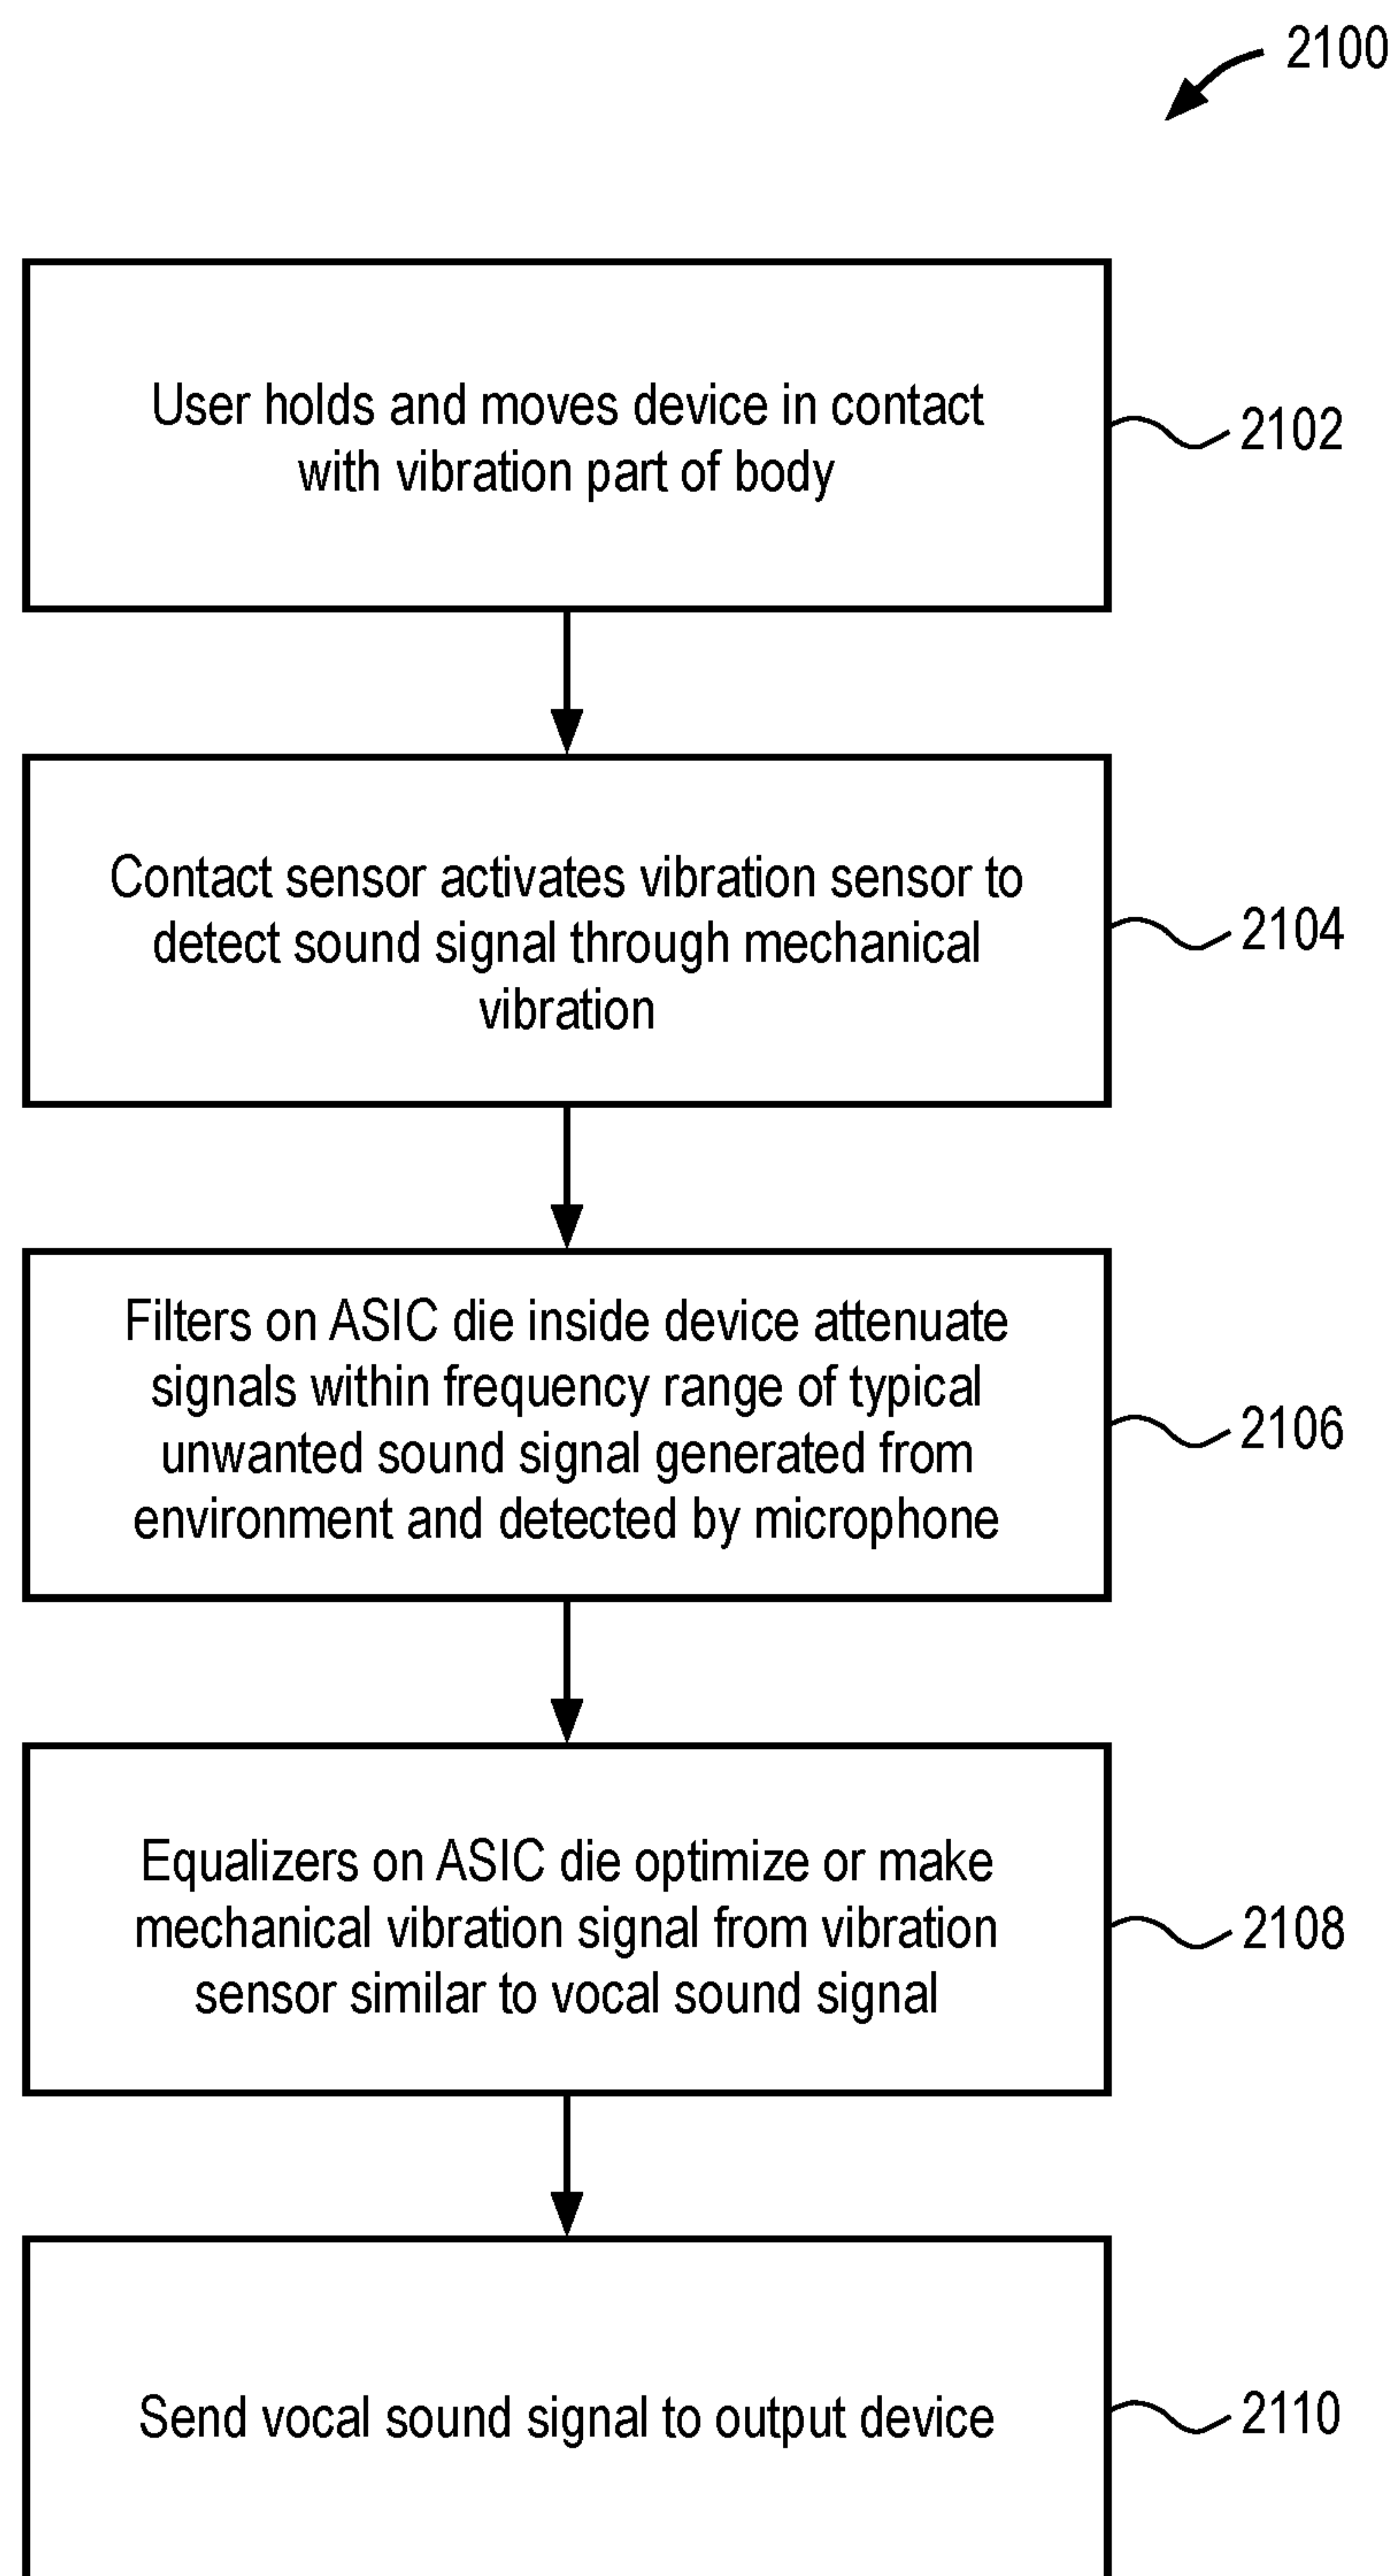 2100
User holds and moves device in contact
with vibration part of body
2102
Contact sensor activates vibration sensor to
detect sound signal through mechanical
vibration
2104
Filters on ASIC die inside device attenuate
signals within frequency range of typical
unwanted sound signal generated from
environment and detected by microphone
2106
Equalizers on ASIC die optimize or make
mechanical vibration signal from vibration
sensor similar to vocal sound signal
2108
Send vocal sound signal to output device
2110